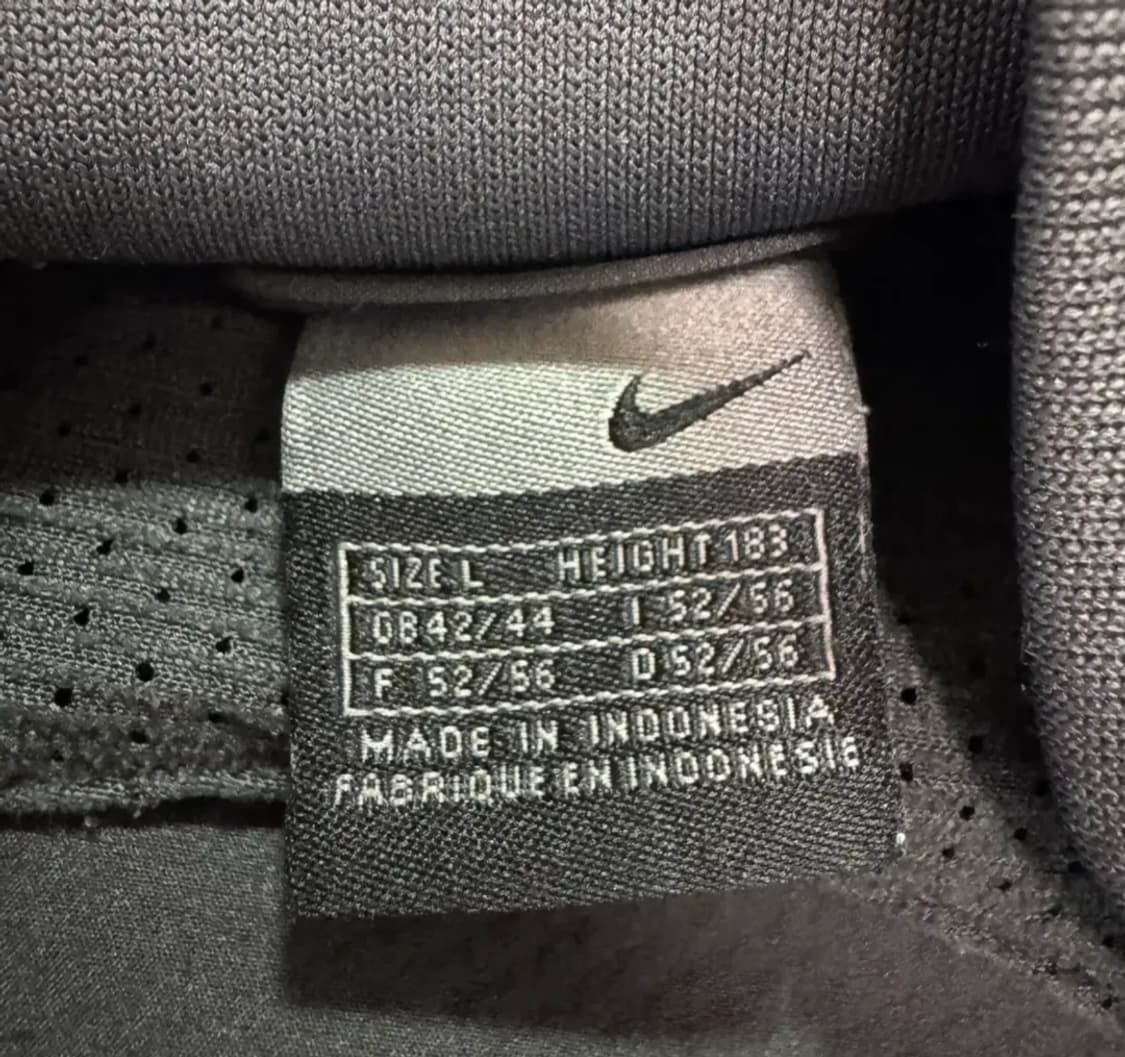 SIZE L HEIGHT 183
GB 42/44 I 52/56
F 52/56 D 52/56
MADE IN INDONESIA
FABRIQUE EN INDONESIE